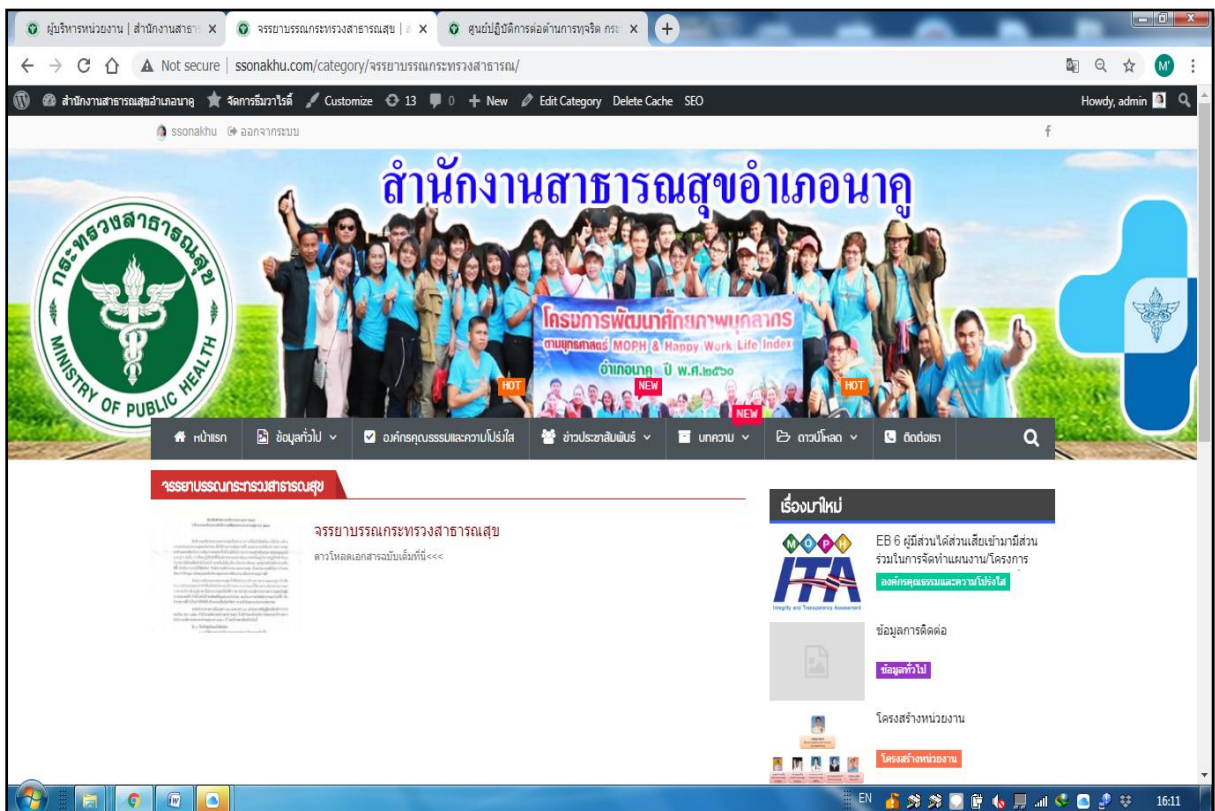 ผู้บริหารหน่วยงาน | สำนักงานสาธา
จรรยาบรรณกระทรวงสาธารณสุข |
ศูนย์ปฏิบัติการต่อต้านการทุจริต กระ
Not secure | ssonakhu.com/category/จรรยาบรรณกระทรวงสาธารณ/
M
สำนักงานสาธารณสุขอำเภอนาคู จัดการธีมวาไรตี้ Customize 13 0 + New Edit Category Delete Cache SEO Howdy, admin
ssonakhu ออกจากระบบ f
สำนักงานสาธารณสุขอำเภอนาคู
กระทรวงสาธารณสุข
MINISTRY OF PUBLIC HEALTH
โครงการพัฒนาศักยภาพบุคลากร
ตามยุทธศาสตร์ MOPH & Happy Work Life Index
อำเภอนาคู ปี พ.ศ.๒๕๖๐
HOT NEW NEW HOT
หน้าแรก ข้อมูลทั่วไป องค์กรคุณธรรมและความโปร่งใส ข่าวประชาสัมพันธ์ บทความ ดาวน์โหลด ติดต่อเรา
จรรยาบรรณกระทรวงสาธารณสุข
จรรยาบรรณกระทรวงสาธารณสุข
ดาวโหลดเอกสารฉบับเต็มที่นี่<<<
เรื่องมาใหม่
MOPH
ITA
Integrity and Transparency Assessment
EB 6 ผู้มีส่วนได้ส่วนเสียเข้ามามีส่วน
ร่วมในการจัดทำแผนงาน/โครงการ
องค์กรคุณธรรมและความโปร่งใส
ข้อมูลการติดต่อ
ข้อมูลทั่วไป
โครงสร้างหน่วยงาน
โครงสร้างหน่วยงาน
EN 16:11